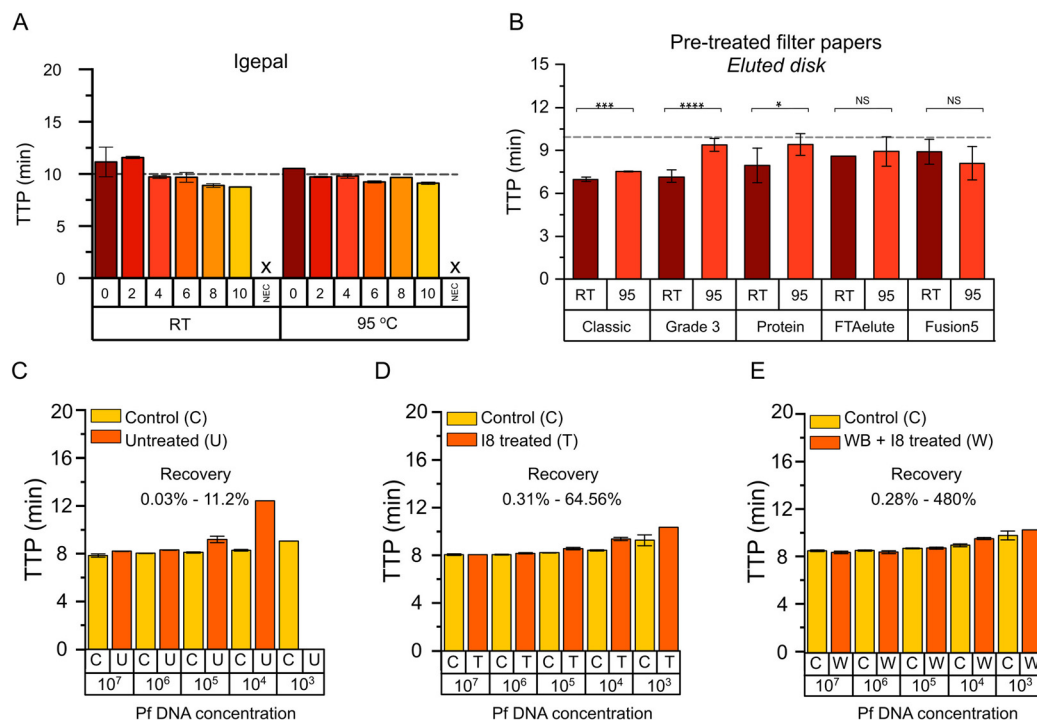 A
Igepal
TTP (min)
20
15
10
5
0
X
X
0 2 4 6 8 10 NEC 0 2 4 6 8 10 NEC
RT 95 °C
B
Pre-treated filter papers
Eluted disk
TTP (min)
15
12
9
6
3
0
*** **** * NS NS
RT 95 RT 95 RT 95 RT 95 RT 95
Classic Grade 3 Protein FTAelute Fusion5
C
Control (C)
Untreated (U)
Recovery
0.03% - 11.2%
TTP (min)
20
16
12
8
4
0
C U C U C U C U C U
10⁷ 10⁶ 10⁵ 10⁴ 10³
Pf DNA concentration
D
Control (C)
I8 treated (T)
Recovery
0.31% - 64.56%
TTP (min)
20
16
12
8
4
0
C T C T C T C T C T
10⁷ 10⁶ 10⁵ 10⁴ 10³
Pf DNA concentration
E
Control (C)
WB + I8 treated (W)
Recovery
0.28% - 480%
TTP (min)
20
16
12
8
4
0
C W C W C W C W C W
10⁷ 10⁶ 10⁵ 10⁴ 10³
Pf DNA concentration